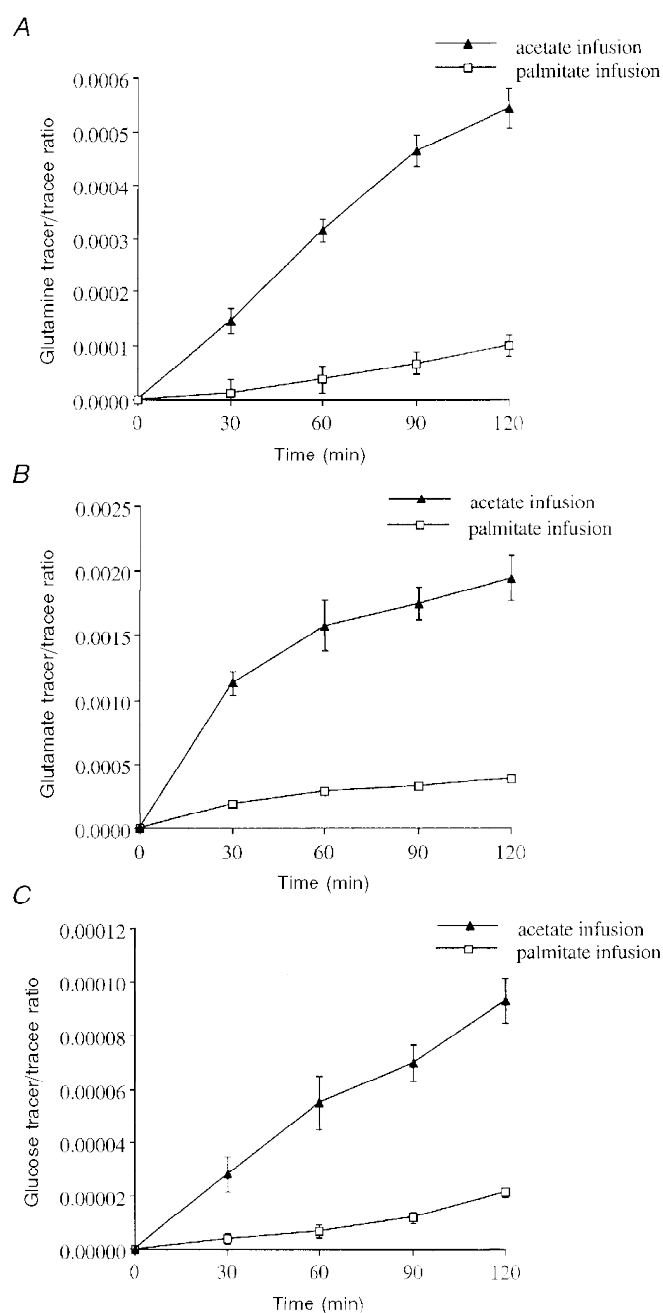 A
acetate infusion
palmitate infusion
0.0006
0.0005
0.0004
0.0003
0.0002
0.0001
0.0000
Glutamine tracer/tracee ratio
0 30 60 90 120
Time (min)
B
acetate infusion
palmitate infusion
0.0025
0.0020
0.0015
0.0010
0.0005
0.0000
Glutamate tracer/tracee ratio
0 30 60 90 120
Time (min)
C
acetate infusion
palmitate infusion
0.00012
0.00010
0.00008
0.00006
0.00004
0.00002
0.00000
Glucose tracer/tracee ratio
0 30 60 90 120
Time (min)